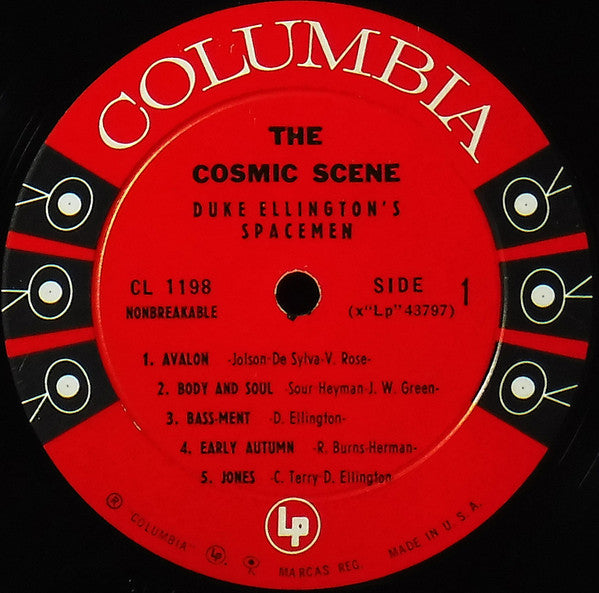 COLUMBIA
THE
COSMIC SCENE
DUKE ELLINGTON'S
SPACEMEN
CL 1198
NONBREAKABLE
SIDE 1
(x"Lp" 43797)
1. AVALON -Jolson-De Sylva-V. Rose-
2. BODY AND SOUL -Sour-Heyman-J. W. Green-
3. BASS-MENT -D. Ellington-
4. EARLY AUTUMN -R. Burns-Herman-
5. JONES -C. Terry-D. Ellington-
Lp
® "COLUMBIA" Lp MARCAS REG. MADE IN U.S.A.